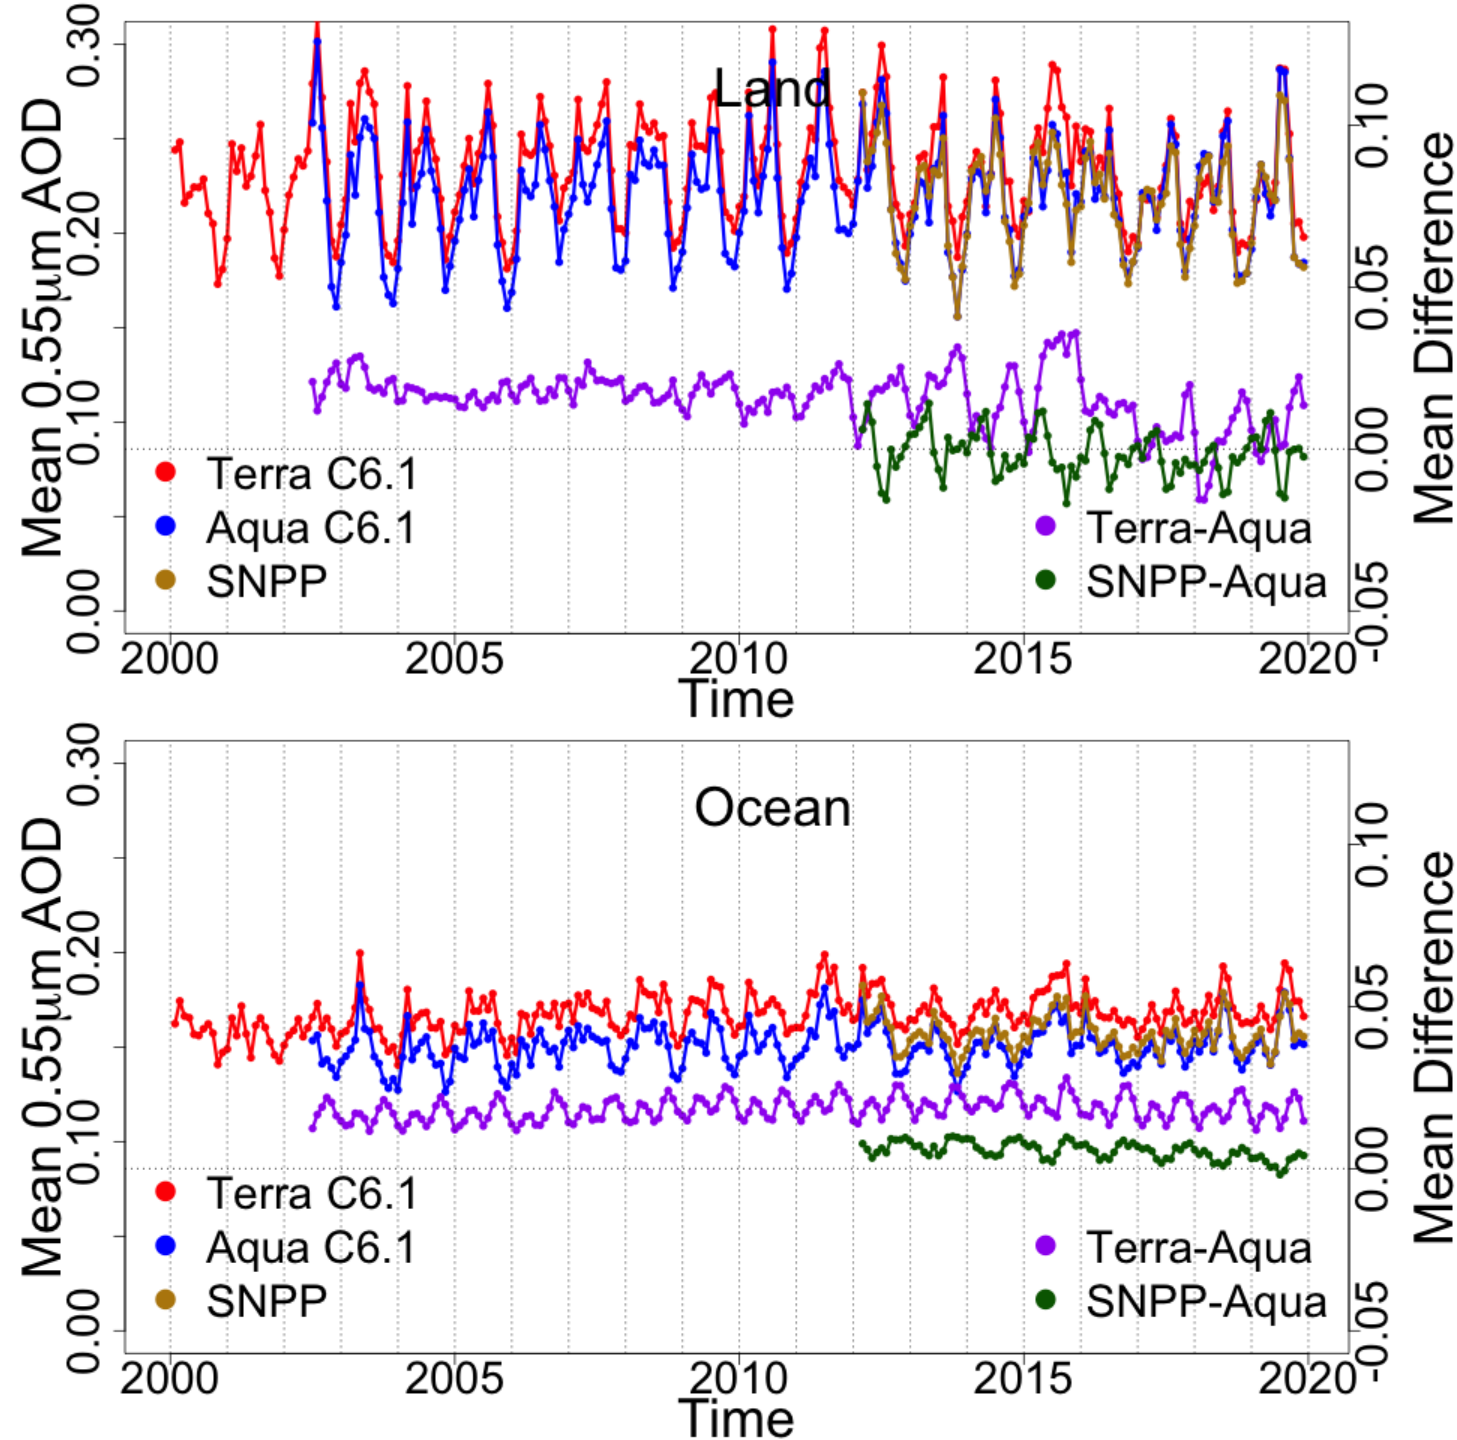 Land
Mean 0.55µm AOD
0.30
0.20
0.10
0.00
0.10
0.05
0.00
-0.05
Mean Difference
Terra C6.1
Aqua C6.1
SNPP
Terra-Aqua
SNPP-Aqua
2000 2005 2010 2015 2020
Time
Ocean
Mean 0.55µm AOD
0.30
0.20
0.10
0.00
0.10
0.05
0.00
-0.05
Mean Difference
Terra C6.1
Aqua C6.1
SNPP
Terra-Aqua
SNPP-Aqua
2000 2005 2010 2015 2020
Time